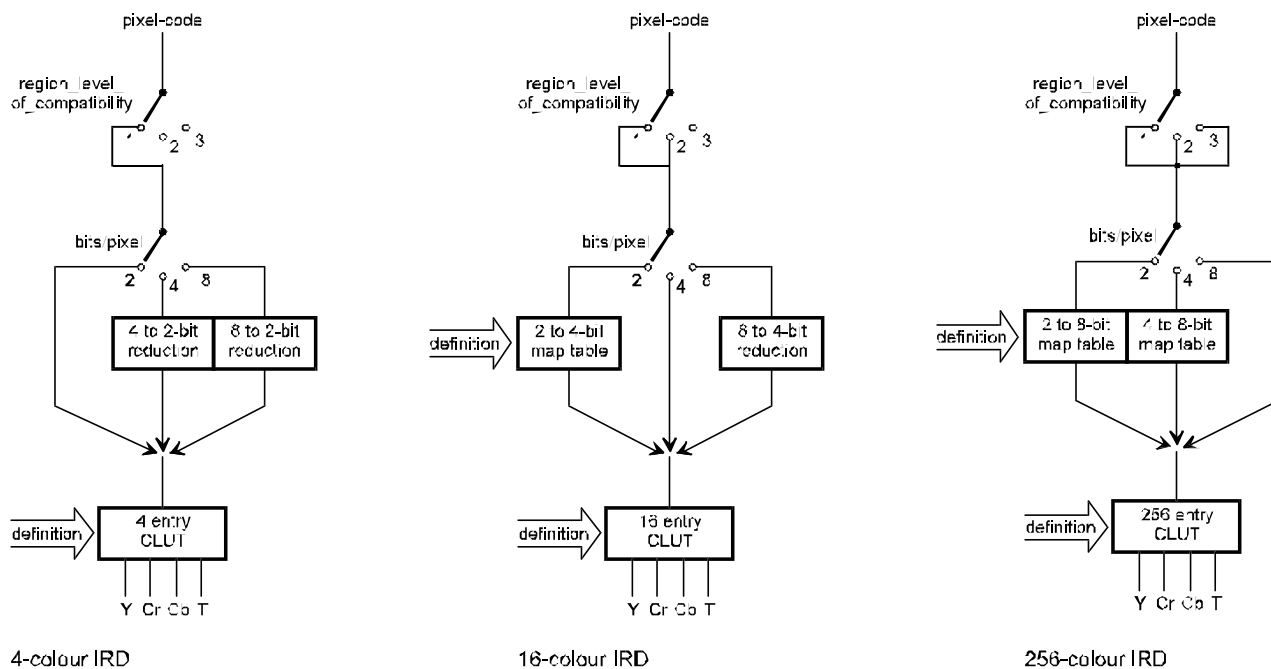 pixel-code
region_level_
of_compatibility
1
2
3
bits/pixel
2
4
8
4 to 2-bit
reduction
8 to 2-bit
reduction
definition
4 entry
CLUT
Y Cr Cb T
4-colour IRD
pixel-code
region_level_
of_compatibility
1
2
3
bits/pixel
2
4
8
definition
2 to 4-bit
map table
8 to 4-bit
reduction
definition
16 entry
CLUT
Y Cr Cb T
16-colour IRD
pixel-code
region_level_
of_compatibility
1
2
3
bits/pixel
2
4
8
definition
2 to 8-bit
map table
4 to 8-bit
map table
definition
256 entry
CLUT
Y Cr Cb T
256-colour IRD